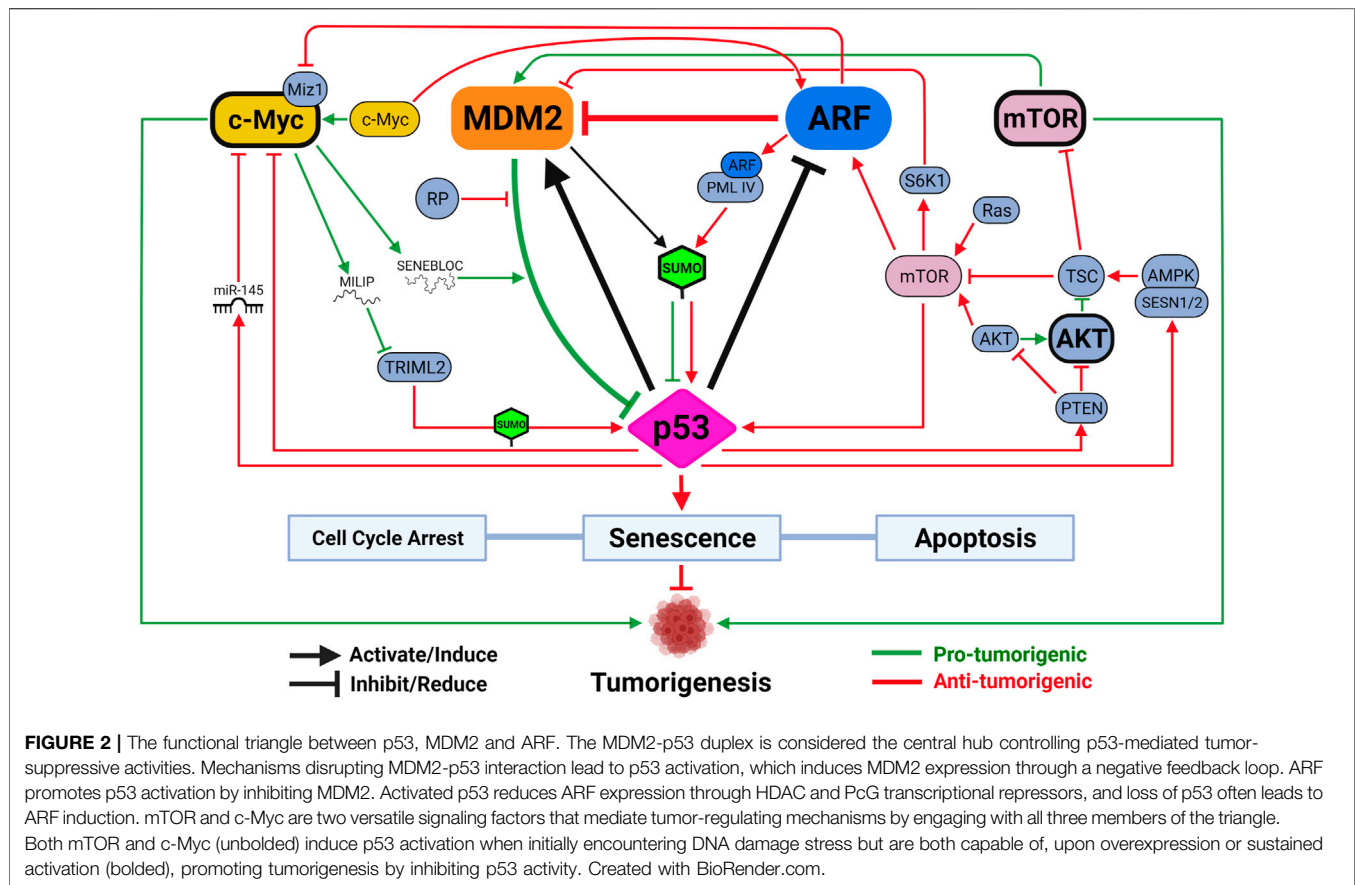 Miz1
c-Myc
c-Myc
MDM2
ARF
mTOR
ARF
PML IV
S6K1
RP
Ras
SUMO
SENEBLOC
MILIP
miR-145
mTOR
TSC
AMPK
SESN1/2
AKT
AKT
TRIML2
PTEN
SUMO
p53
Cell Cycle Arrest
Senescence
Apoptosis
Activate/Induce
Inhibit/Reduce
Tumorigenesis
Pro-tumorigenic
Anti-tumorigenic
FIGURE 2 | The functional triangle between p53, MDM2 and ARF. The MDM2-p53 duplex is considered the central hub controlling p53-mediated tumor-
suppressive activities. Mechanisms disrupting MDM2-p53 interaction lead to p53 activation, which induces MDM2 expression through a negative feedback loop. ARF
promotes p53 activation by inhibiting MDM2. Activated p53 reduces ARF expression through HDAC and PcG transcriptional repressors, and loss of p53 often leads to
ARF induction. mTOR and c-Myc are two versatile signaling factors that mediate tumor-regulating mechanisms by engaging with all three members of the triangle.
Both mTOR and c-Myc (unbolded) induce p53 activation when initially encountering DNA damage stress but are both capable of, upon overexpression or sustained
activation (bolded), promoting tumorigenesis by inhibiting p53 activity. Created with BioRender.com.